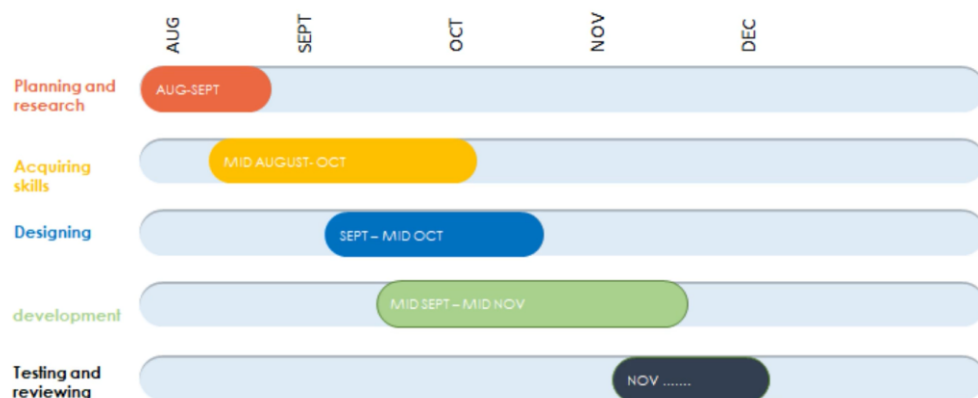 AUG
SEPT
OCT
NOV
DEC
Planning and
research
AUG-SEPT
Acquiring
skills
MID AUGUST- OCT
Designing
SEPT – MID OCT
development
MID SEPT – MID NOV
Testing and
reviewing
NOV .......